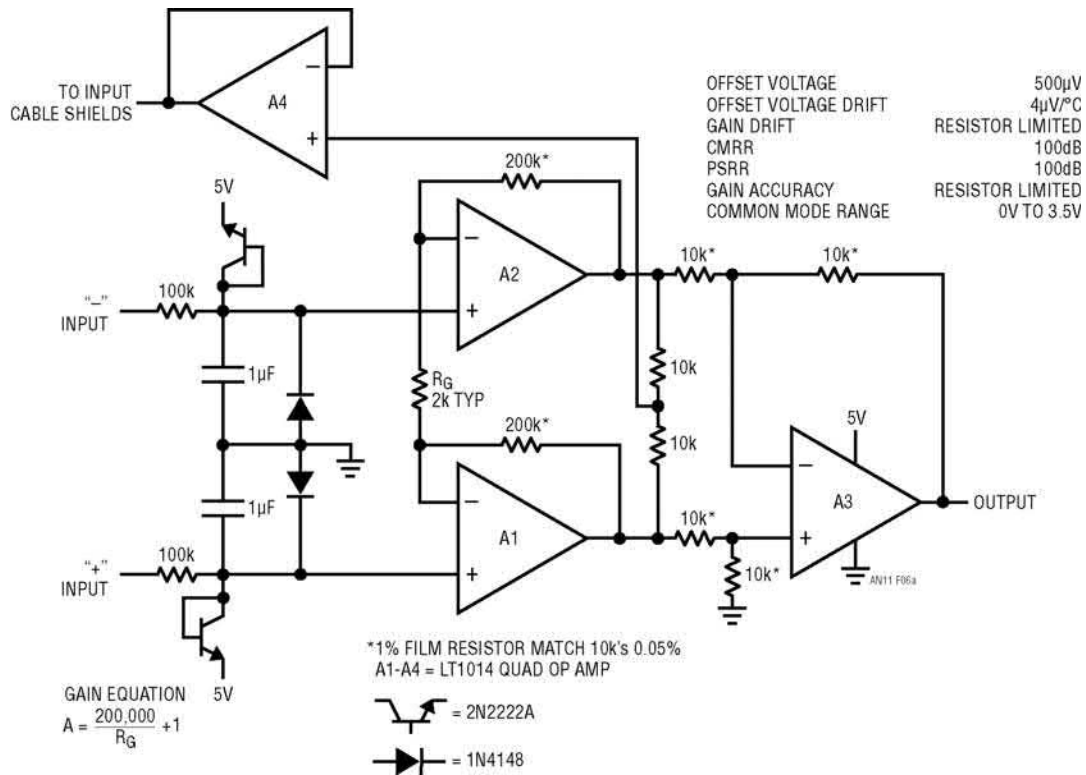 TO INPUT
CABLE SHIELDS
A4
−
+
OFFSET VOLTAGE 500µV
OFFSET VOLTAGE DRIFT 4µV/°C
GAIN DRIFT RESISTOR LIMITED
CMRR 100dB
PSRR 100dB
GAIN ACCURACY RESISTOR LIMITED
COMMON MODE RANGE 0V TO 3.5V
5V
200k*
−
A2
+
10k*
10k*
"−"
INPUT
100k
1µF
RG
2k TYP
10k
200k*
10k
5V
1µF
−
A1
+
10k*
−
A3
+
OUTPUT
"+"
INPUT
100k
10k*
AN11 F06a
5V
*1% FILM RESISTOR MATCH 10k's 0.05%
A1-A4 = LT1014 QUAD OP AMP
GAIN EQUATION
A = 200,000 / RG +1
= 2N2222A
= 1N4148